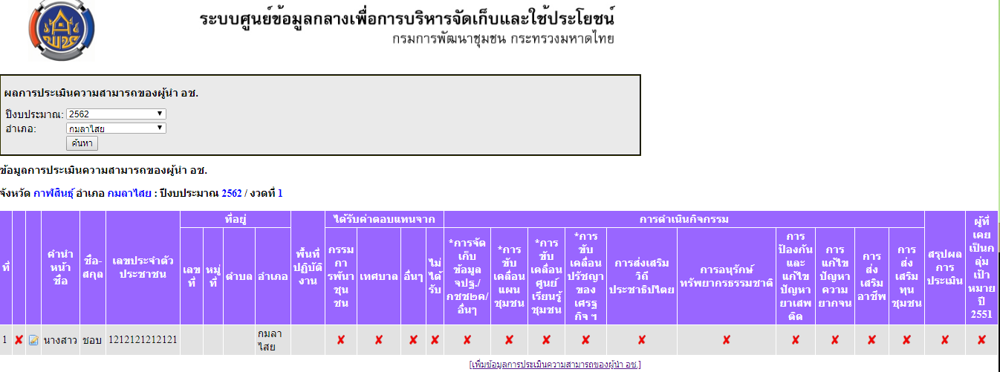 พช
ระบบศูนย์ข้อมูลกลางเพื่อการบริหารจัดเก็บและใช้ประโยชน์
กรมการพัฒนาชุมชน กระทรวงมหาดไทย
ผลการประเมินความสามารถของผู้นำ อช.
ปีงบประมาณ: 2562
อำเภอ: กมลาไสย
ค้นหา
ข้อมูลการประเมินความสามารถของผู้นำ อช.
จังหวัด กาฬสินธุ์ อำเภอ กมลาไสย : ปีงบประมาณ 2562 / งวดที่ 1
ที่
คำนำ
หน้า
ชื่อ
ชื่อ-
สกุล
เลขประจำตัว
ประชาชน
ที่อยู่
เลข
ที่
หมู่
ที่
ตำบล
อำเภอ
พื้นที่
ปฏิบัติ
งาน
ได้รับค่าตอบแทนจาก
กรรม
กา
รพันา
ชุน
ชน
เทศบาล
อื่นๆ
ไม่
ได้
รับ
การดำเนินกิจกรรม
*การจัด
เก็บ
ข้อมูล
จปฐ./
กชช๒ค/
อื่นๆ
*การ
ขับ
เคลื่อน
แผน
ชุมชน
*การ
ขับ
เคลื่อน
ศูนย์
เรียนรู้
ชุมชน
*การ
ขับ
เคลื่อน
ปรัชญา
ของ
เศรฐ
กิจ ฯ
การส่งเสริม
วิถี
ประชาธิปไตย
การอนุรักษ์
ทรัพยากรธรรมชาติ
การ
ป้องกัน
และ
แก้ไข
ปัญหา
ยาเสพ
ติด
การ
แก้ไข
ปัญหา
ความ
ยากจน
การ
ส่ง
เสริม
อาชีพ
การ
ส่ง
เสริม
ทุน
ชุมชน
สรุปผล
การ
ประเมิน
ผู้ที่
เคย
เป็นก
ลุ่ม
เป้า
หมาย
ปี
2551
1 นางสาว ชอบ 1212121212121 กมลา
ไสย
[เพิ่มข้อมูลการประเมินความสามารถของผู้นำ อช.]